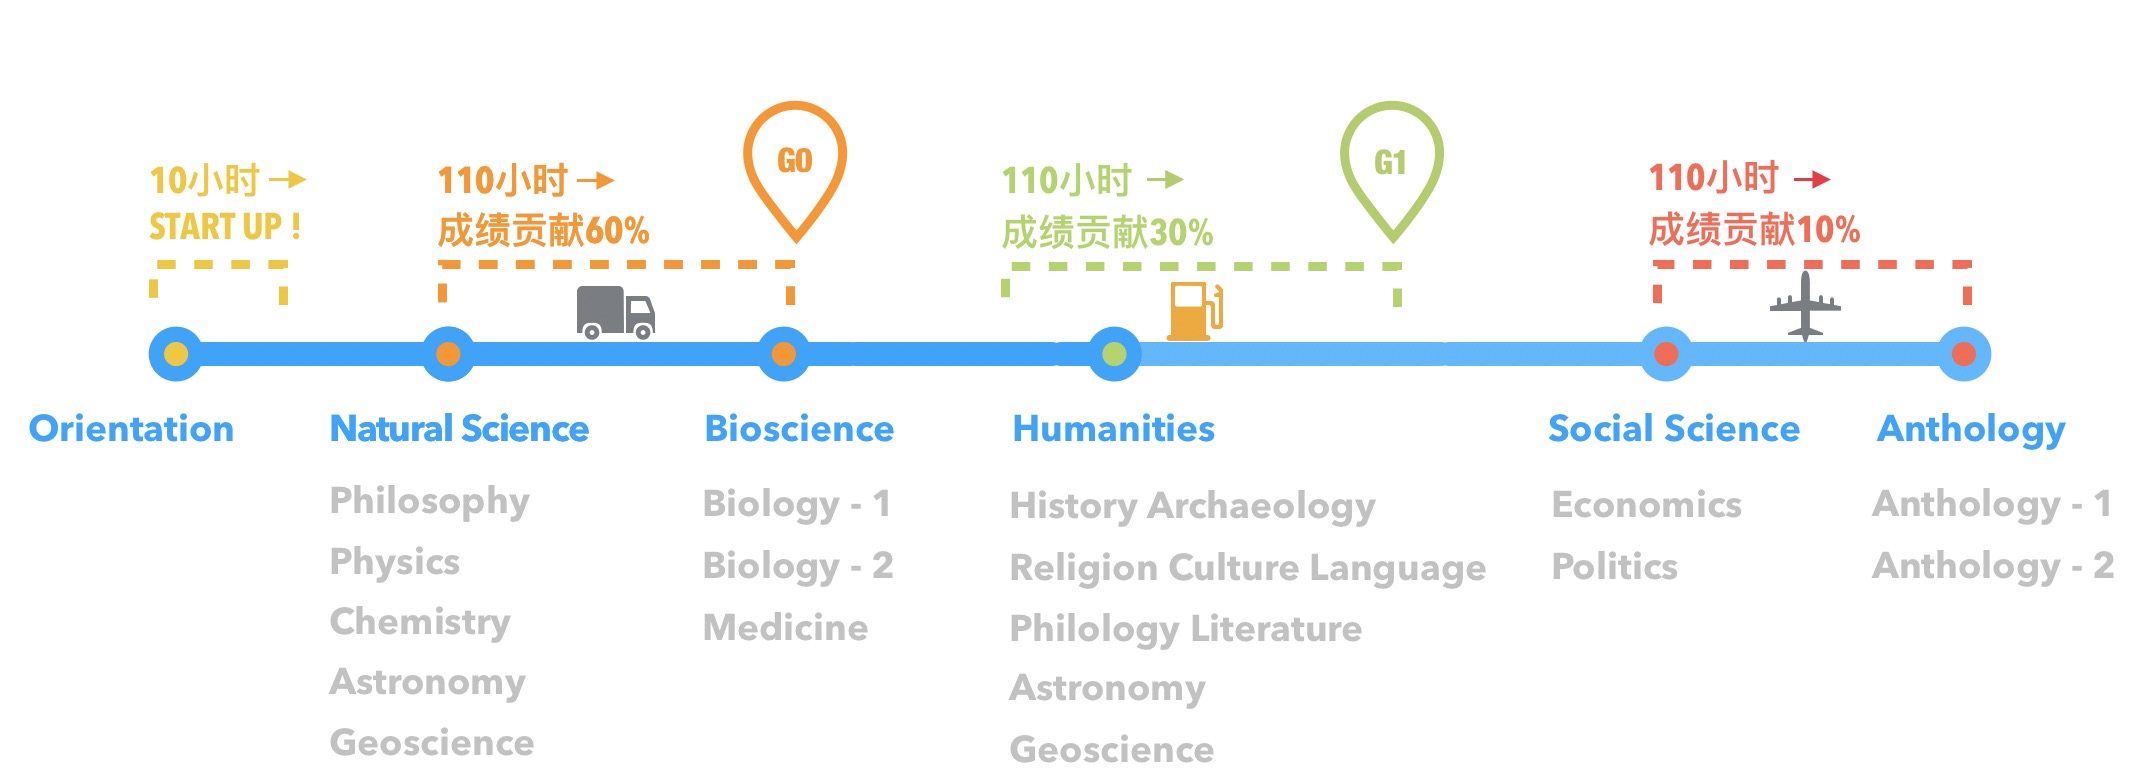 10小时
START UP !
110小时
成绩贡献60%
G0
110小时
成绩贡献30%
G1
110小时
成绩贡献10%
Orientation
Natural Science
Philosophy
Physics
Chemistry
Astronomy
Geoscience
Bioscience
Biology - 1
Biology - 2
Medicine
Humanities
History Archaeology
Religion Culture Language
Philology Literature
Astronomy
Geoscience
Social Science
Economics
Politics
Anthology
Anthology - 1
Anthology - 2